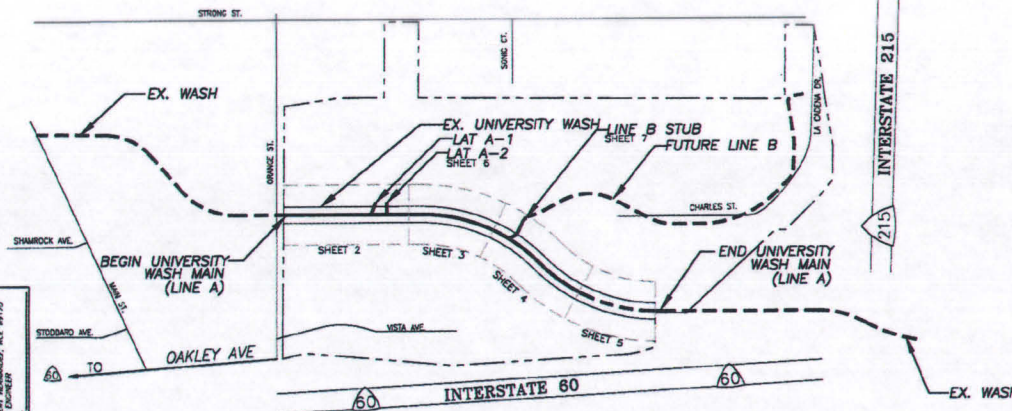 STRONG ST.
INTERSTATE 215
215
SONG CT.
LA CADENA DR.
EX. WASH
EX. UNIVERSITY WASH
LAT A-1
LAT A-2
SHEET 6
LINE B STUB
SHEET 7
FUTURE LINE B
ORANGE ST.
CHARLES ST.
SHAMROCK AVE.
SHEET 2
SHEET 3
BEGIN UNIVERSITY
WASH MAIN
(LINE A)
END UNIVERSITY
WASH MAIN
(LINE A)
MAIN ST.
SHEET 4
STODDARD AVE.
VISTA AVE
SHEET 5
OAKLEY AVE
60
TO
INTERSTATE 60
60
60
EX. WASH
ENGINEER